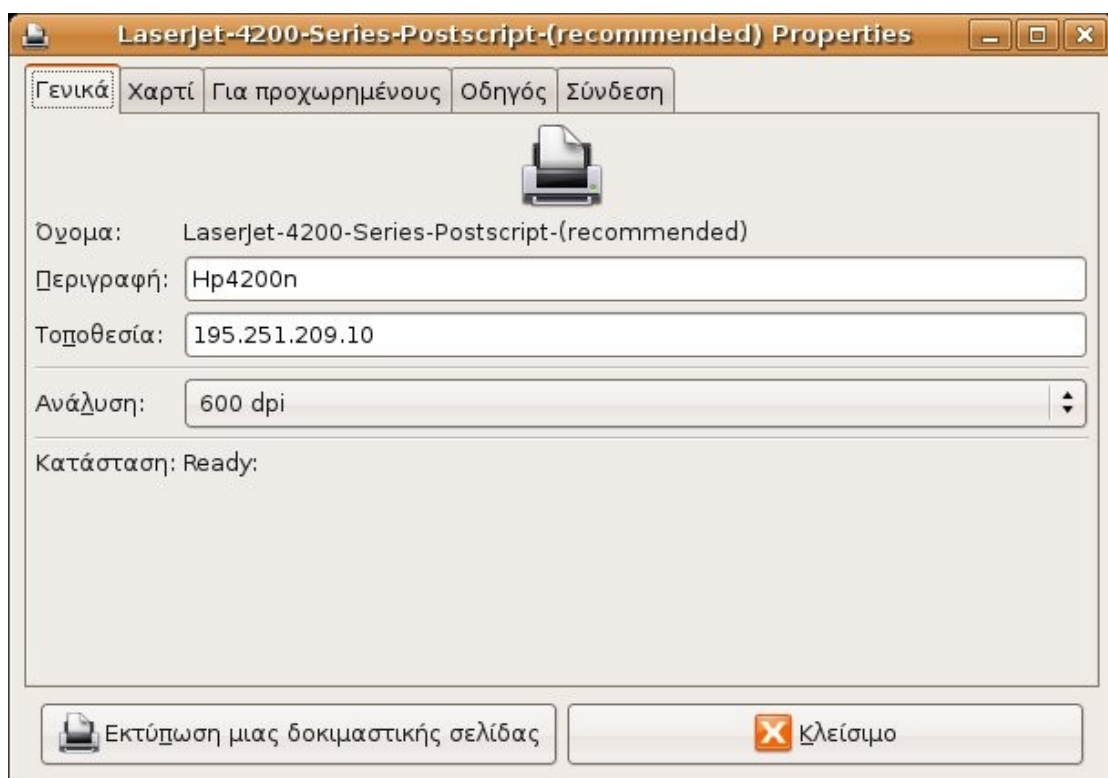 LaserJet-4200-Series-Postscript-(recommended) Properties
Γενικά Χαρτί Για προχωρημένους Οδηγός Σύνδεση
Όνομα: LaserJet-4200-Series-Postscript-(recommended)
Περιγραφή: Hp4200n
Τοποθεσία: 195.251.209.10
Ανάλυση: 600 dpi
Κατάσταση: Ready:
Εκτύπωση μιας δοκιμαστικής σελίδας Κλείσιμο